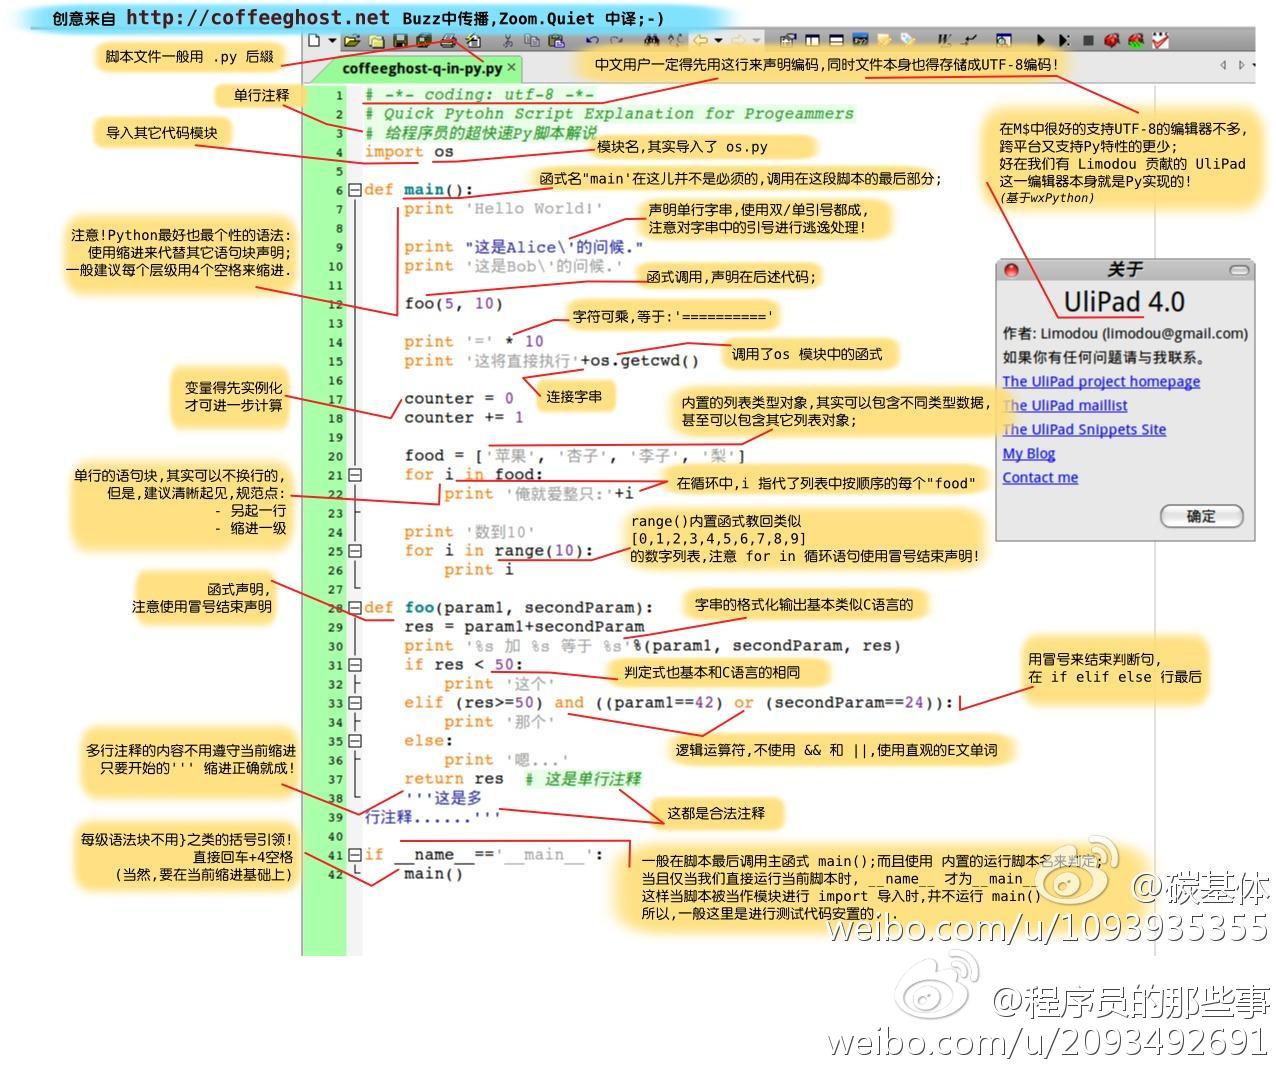 创意来自 http://coffeeghost.net Buzz中传播,Zoom.Quiet 中译;-)
脚本文件一般用 .py 后缀
coffeeghost-q-in-py.py ×
中文用户一定得先用这行来声明编码,同时文件本身也得存储成UTF-8编码!
单行注释
导入其它代码模块
1 # -*- coding: utf-8 -*-
2 # Quick Pytohn Script Explanation for Progeammers
3 # 给程序员的超快速Py脚本解说
4 import os
模块名,其实导入了 os.py
在M$中很好的支持UTF-8的编辑器不多,
跨平台又支持Py特性的更少;
好在我们有 Limodou 贡献的 UliPad
这一编辑器本身就是Py实现的!
(基于wxPython)
5
6 def main():
函式名"main'在这儿并不是必须的,调用在这段脚本的最后部分;
7 print 'Hello World!'
声明单行字串,使用双/单引号都成,
注意对字串中的引号进行逃逸处理!
8
9 print "这是Alice\'的问候."
10 print '这是Bob\'的问候.'
注意!Python最好也最个性的语法:
使用缩进来代替其它语句块声明;
一般建议每个层级用4个空格来缩进.
函式调用,声明在后述代码;
11
12 foo(5, 10)
字符可乘,等于:'=========='
13
14 print '=' * 10
15 print '这将直接执行'+os.getcwd()
调用了os 模块中的函式
16
连接字串
变量得先实例化
才可进一步计算
17 counter = 0
18 counter += 1
内置的列表类型对象,其实可以包含不同类型数据,
甚至可以包含其它列表对象;
19
20 food = ['苹果', '杏子', '李子', '梨']
21 for i in food:
22 print '俺就爱整只:'+i
在循环中,i 指代了列表中按顺序的每个"food"
单行的语句块,其实可以不换行的,
但是,建议清晰起见,规范点:
- 另起一行
- 缩进一级
23
24 print '数到10'
25 for i in range(10):
26 print i
range()内置函式教回类似
[0,1,2,3,4,5,6,7,8,9]
的数字列表,注意 for in 循环语句使用冒号结束声明!
27
函式声明,
注意使用冒号结束声明
28 def foo(param1, secondParam):
29 res = param1+secondParam
字串的格式化输出基本类似C语言的
30 print '%s 加 %s 等于 %s'%(param1, secondParam, res)
31 if res < 50:
判定式也基本和C语言的相同
32 print '这个'
33 elif (res>=50) and ((param1==42) or (secondParam==24)):
用冒号来结束判断句,
在 if elif else 行最后
34 print '那个'
35 else:
逻辑运算符,不使用 && 和 ||,使用直观的E文单词
36 print '嗯...'
37 return res # 这是单行注释
多行注释的内容不用遵守当前缩进
只要开始的''' 缩进正确就成!
38 '''这是多
39 行注释......'''
这都是合法注释
40
每级语法块不用}之类的括号引领!
直接回车+4空格
(当然,要在当前缩进基础上)
41 if __name__=='__main__':
42 main()
一般在脚本最后调用主函式 main();而且使用 内置的运行脚本名来判定;
当且仅当我们直接运行当前脚本时, __name__ 才为__main__
这样当脚本被当作模块进行 import 导入时,并不运行 main()
所以,一般这里是进行测试代码安置的...
关于
UliPad 4.0
作者: Limodou (limodou@gmail.com)
如果你有任何问题请与我联系。
The UliPad project homepage
The UliPad maillist
The UliPad Snippets Site
My Blog
Contact me
确定
@碳基体
weibo.com/u/1093935355
@程序员的那些事
weibo.com/u/2093492691